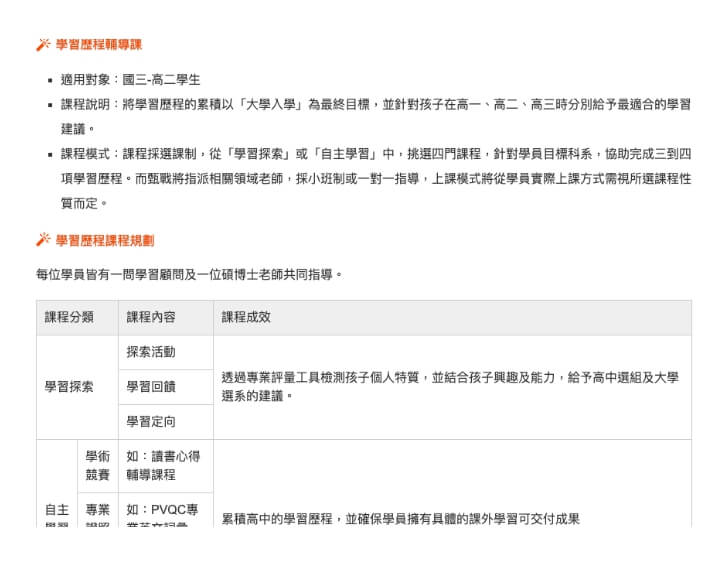 學習歷程輔導課
適用對象：國三-高二學生
課程說明：將學習歷程的累積以「大學入學」為最終目標，並針對孩子在高一、高二、高三時分別給予最適合的學習
建議。
課程模式：課程採選課制，從「學習探索」或「自主學習」中，挑選四門課程，針對學員目標科系，協助完成三到四
項學習歷程。而甄戰將指派相關領域老師，採小班制或一對一指導，上課模式將從學員實際上課方式需視所選課程性
質而定。
學習歷程課程規劃
每位學員皆有一問學習顧問及一位碩博士老師共同指導。
課程分類 課程內容 課程成效
探索活動
學習探索 學習回饋 透過專業評量工具檢測孩子個人特質，並結合孩子興趣及能力，給予高中選組及大學
選系的建議。
學習定向
學術 如：讀書心得
競賽 輔導課程
自主 專業 如：PVQC專
累積高中的學習歷程，並確保學員擁有具體的課外學習可交付成果